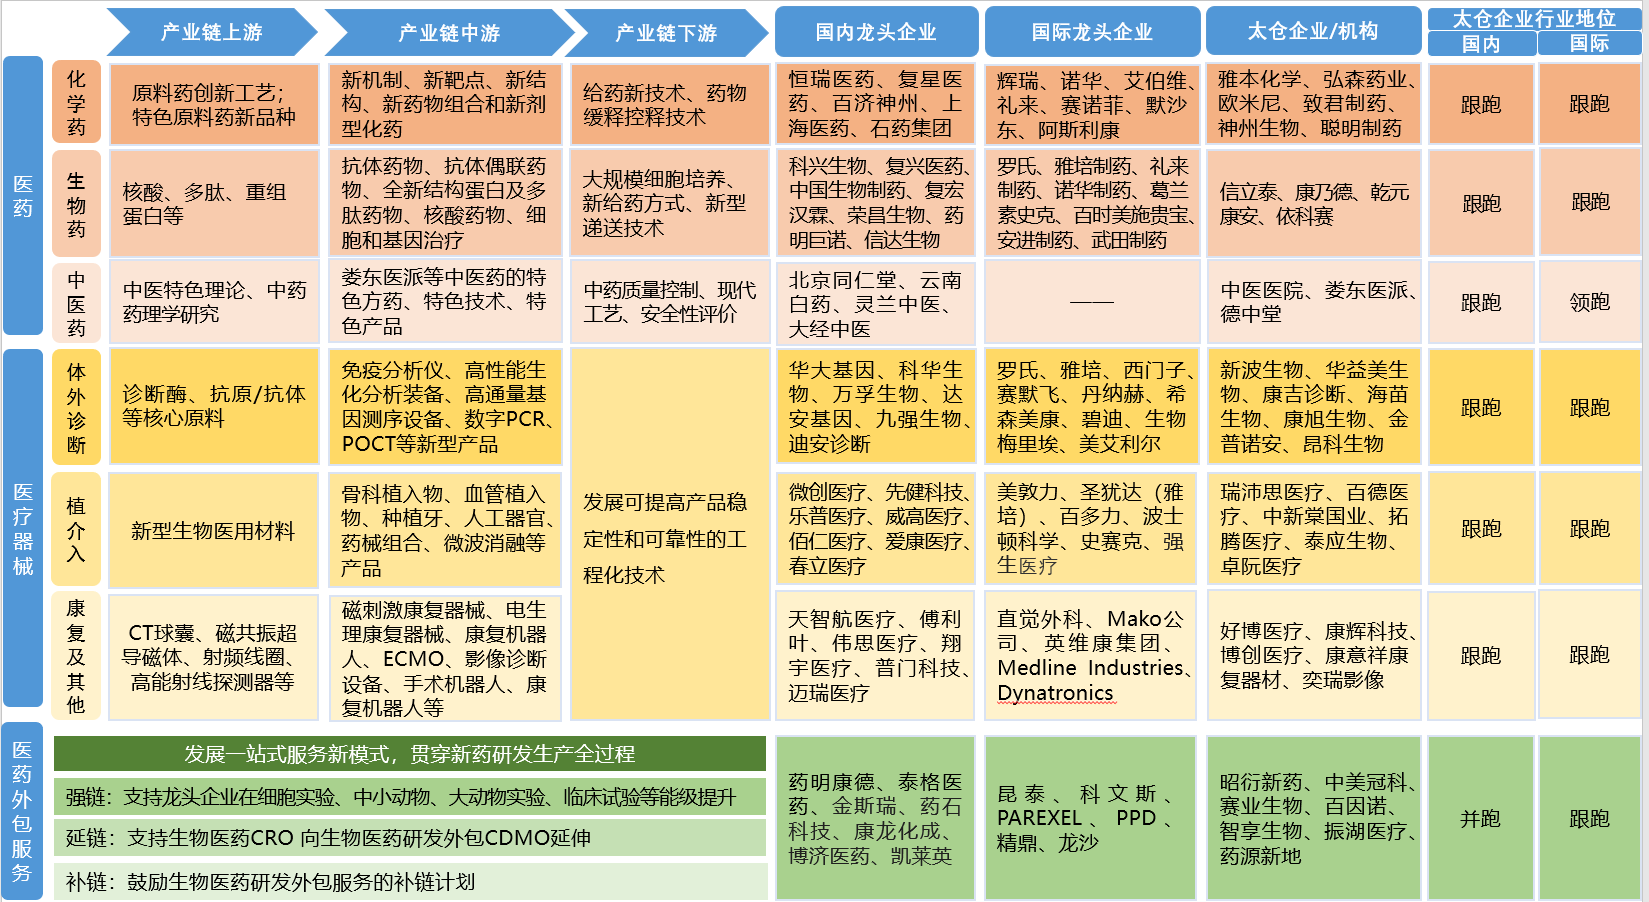 产业链上游
产业链中游
产业链下游
国内龙头企业
国际龙头企业
太仓企业/机构
太仓企业行业地位
国内
国际
医药
化学药
原料药创新工艺；
特色原料药新品种
新机制、新靶点、新结
构、新药物组合和新剂
型化药
给药新技术、药物
缓释控释技术
恒瑞医药、复星医
药、百济神州、上
海医药、石药集团
辉瑞、诺华、艾伯维、
礼来、赛诺菲、默沙
东、阿斯利康
雅本化学、弘森药业、
欧米尼、致君制药、
神州生物、聪明制药
跟跑
跟跑
生物药
核酸、多肽、重组
蛋白等
抗体药物、抗体偶联药
物、全新结构蛋白及多
肽药物、核酸药物、细
胞和基因治疗
大规模细胞培养、
新给药方式、新型
递送技术
科兴生物、复兴医药、
中国生物制药、复宏
汉霖、荣昌生物、药
明巨诺、信达生物
罗氏、雅培制药、礼来
制药、诺华制药、葛兰
素史克、百时美施贵宝、
安进制药、武田制药
信立泰、康乃德、乾元
康安、依科赛
跟跑
跟跑
中医药
中医特色理论、中药
药理学研究
娄东医派等中医药的特
色方药、特色技术、特
色产品
中药质量控制、现代
工艺、安全性评价
北京同仁堂、云南
白药、灵兰中医、
大经中医
——
中医医院、娄东医派、
德中堂
跟跑
领跑
医疗器械
体外诊断
诊断酶、抗原/抗体
等核心原料
免疫分析仪、高性能生
化分析装备、高通量基
因测序设备、数字PCR、
POCT等新型产品
发展可提高产品稳
定性和可靠性的工
程化技术
华大基因、科华生
物、万孚生物、达
安基因、九强生物、
迪安诊断
罗氏、雅培、西门子、
赛默飞、丹纳赫、希
森美康、碧迪、生物
梅里埃、美艾利尔
新波生物、华益美生
物、康吉诊断、海苗
生物、康旭生物、金
普诺安、昂科生物
跟跑
跟跑
植介入
新型生物医用材料
骨科植入物、血管植入
物、种植牙、人工器官、
药械组合、微波消融等
产品
微创医疗、先健科技、
乐普医疗、威高医疗、
佰仁医疗、爱康医疗、
春立医疗
美敦力、圣犹达（雅
培）、百多力、波士
顿科学、史赛克、强
生医疗
瑞沛思医疗、百德医
疗、中新棠国业、拓
腾医疗、泰应生物、
卓阮医疗
跟跑
跟跑
康复及其他
CT球囊、磁共振超
导磁体、射频线圈、
高能射线探测器等
磁刺激康复器械、电生
理康复器械、康复机器
人、ECMO、影像诊断
设备、手术机器人、康
复机器人等
天智航医疗、傅利
叶、伟思医疗、翔
宇医疗、普门科技、
迈瑞医疗
直觉外科、Mako公
司、英维康集团、
Medline Industries、
Dynatronics
好博医疗、康辉科技、
博创医疗、康意祥康
复器材、奕瑞影像
跟跑
跟跑
医药外包服务
发展一站式服务新模式，贯穿新药研发生产全过程
强链：支持龙头企业在细胞实验、中小动物、大动物实验、临床试验等能级提升
延链：支持生物医药CRO 向生物医药研发外包CDMO延伸
补链：鼓励生物医药研发外包服务的补链计划
药明康德、泰格医
药、金斯瑞、药石
科技、康龙化成、
博济医药、凯莱英
昆泰、科文斯、
PAREXEL、PPD、
精鼎、龙沙
昭衍新药、中美冠科、
赛业生物、百因诺、
智享生物、振湖医疗、
药源新地
并跑
跟跑